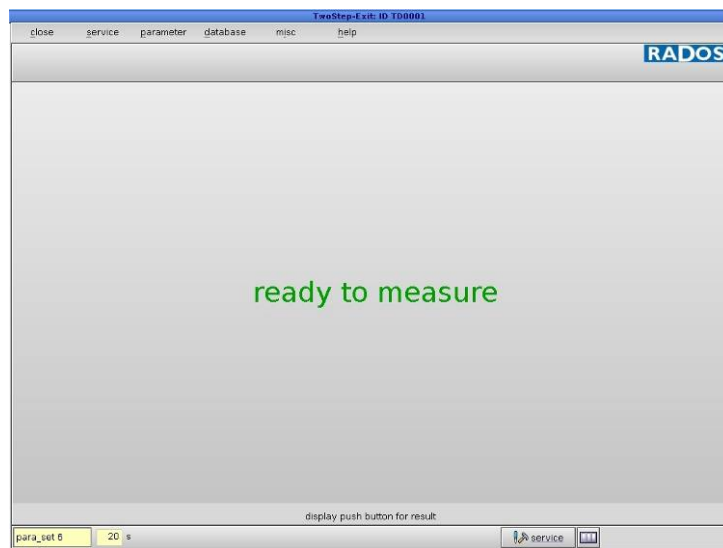 TwoStep-Exit: ID TD0001
close service parameter database misc help
RADOS
ready to measure
display push button for result
para_set 6 20 s service